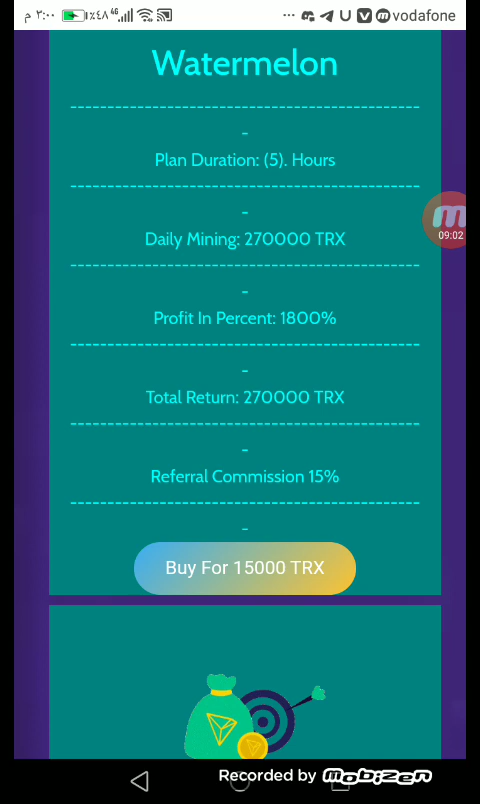 م ٣:٠٠ ٪٤٨ 4G vodafone
Watermelon
-----------------------------------------------
-
Plan Duration: (5). Hours
-----------------------------------------------
-
09:02
Daily Mining: 270000 TRX
-----------------------------------------------
-
Profit In Percent: 1800%
-----------------------------------------------
-
Total Return: 270000 TRX
-----------------------------------------------
-
Referral Commission 15%
-----------------------------------------------
-
Buy For 15000 TRX
Recorded by Mobizen